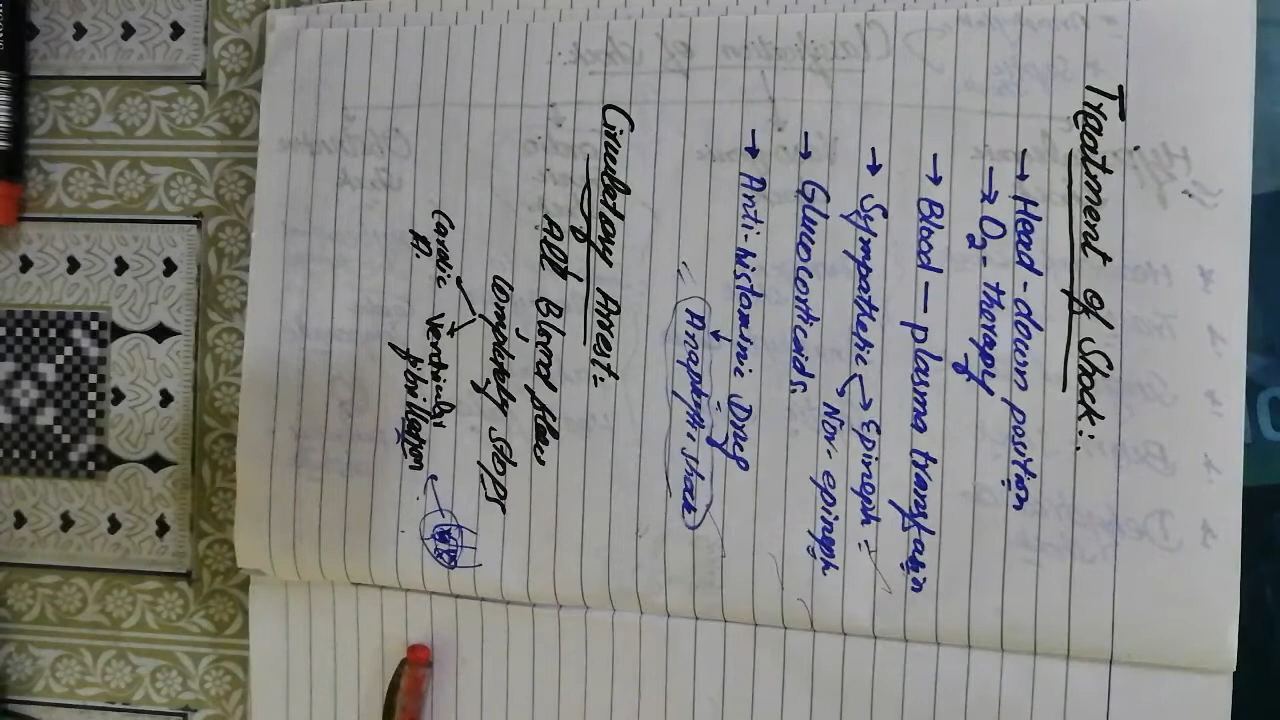 Treatment of Shock:.
→ Head-down position
→ O2-therapy
→ Blood — plasma transfusion
→ Sympathetic → Epineph
→ Nor-epineph
→ Glucocorticoids
→ Anti-histaminic Drug
Anaphylti. shock
Circulatory Arrest:.
All Blood flow
completely Stops
Cardiac A.
Ventricular fibrillation